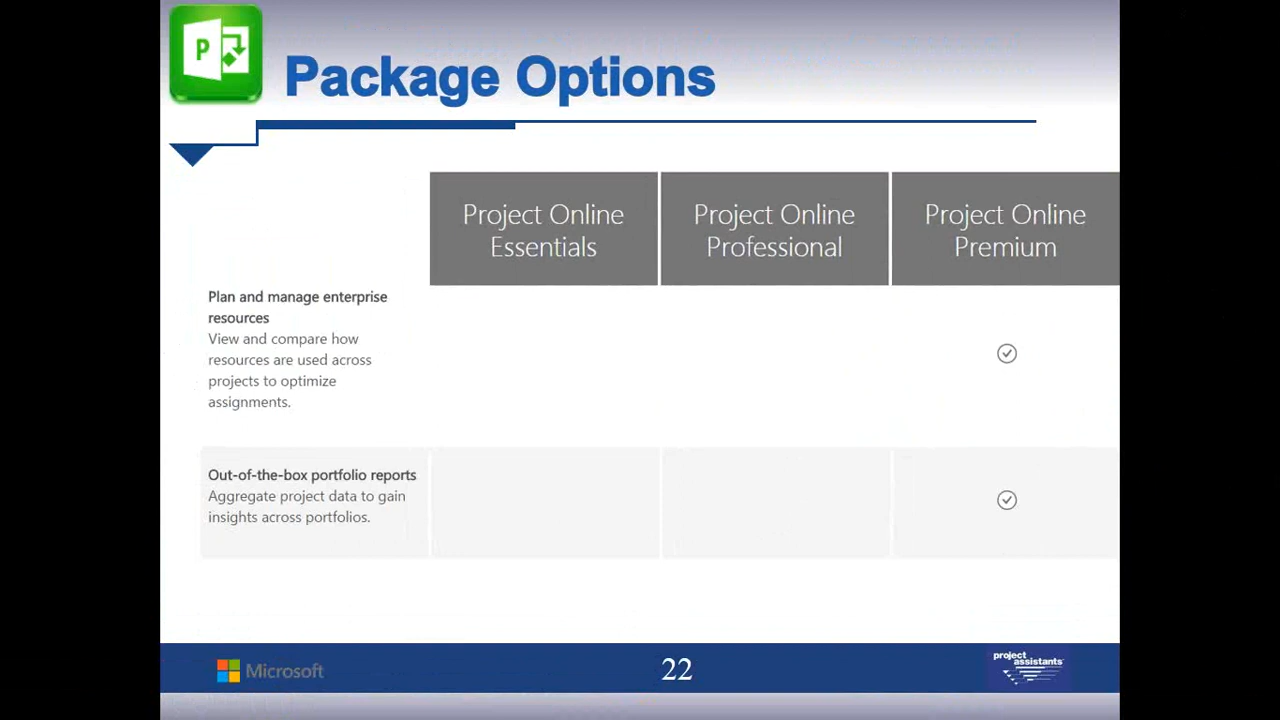 P
Package Options
Project Online
Essentials
Project Online
Professional
Project Online
Premium
Plan and manage enterprise
resources
View and compare how
resources are used across
projects to optimize
assignments.
Out-of-the-box portfolio reports
Aggregate project data to gain
insights across portfolios.
Microsoft
22
project
assistants